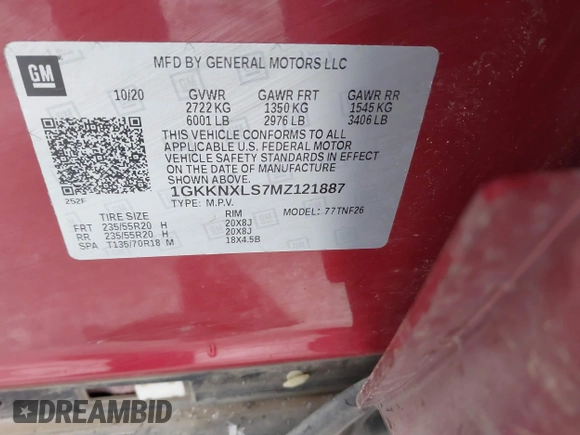 GM
MFD BY GENERAL MOTORS LLC
10/20 GVWR GAWR FRT GAWR RR
2722 KG 1350 KG 1545 KG
6001 LB 2976 LB 3406 LB
THIS VEHICLE CONFORMS TO ALL
APPLICABLE U.S. FEDERAL MOTOR
VEHICLE SAFETY STANDARDS IN EFFECT
ON THE DATE OF MANUFACTURE
SHOWN ABOVE.
252F
1GKKNXLS7MZ121887
TYPE: M.P.V. MODEL: 77TNF26
TIRE SIZE RIM
FRT 235/55R20 H 20X8J
RR 235/55R20 H 20X8J
SPA T135/70R18 M 18X4.5B
DREAMBID